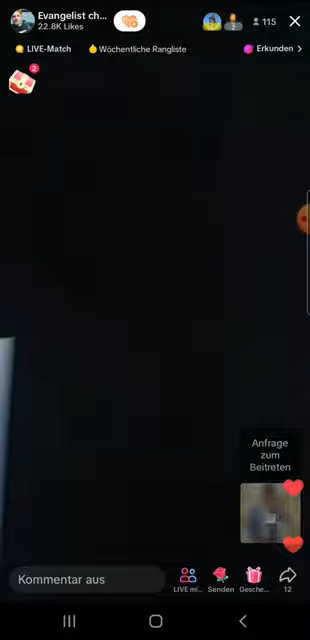 Evangelist ch...
22.8K Likes
2
115
LIVE-Match
Wöchentliche Rangliste
Erkunden
2
Anfrage
zum
Beitreten
Kommentar aus
LIVE mi...
Senden
Gesche...
12